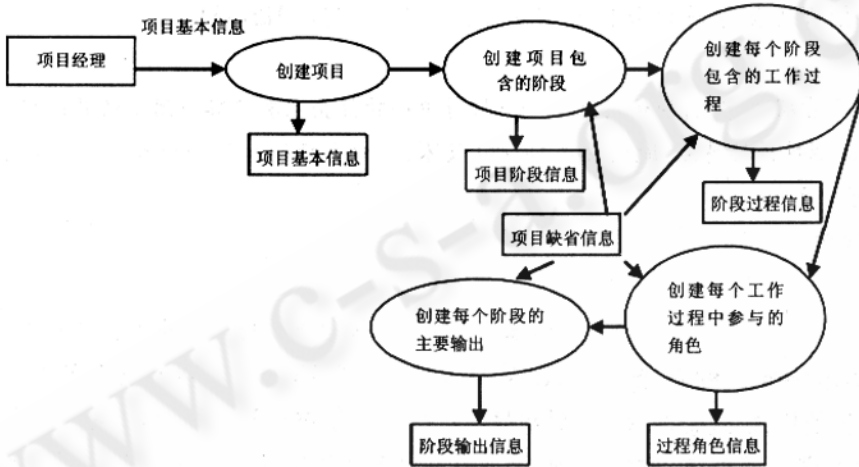 项目基本信息
项目经理
创建项目
创建项目包含的阶段
创建每个阶段
包含的工作过
程
项目基本信息
项目阶段信息
阶段过程信息
项目缺省信息
创建每个阶段的
主要输出
创建每个工作
过程中参与的
角色
阶段输出信息
过程角色信息
www.c-s-a.org.c